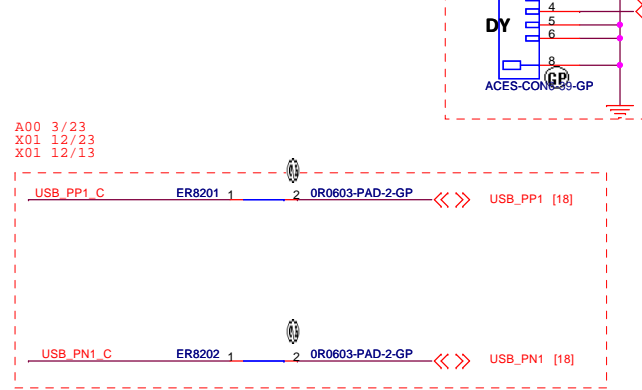 4
5
DY
6
8
GP
ACES-CON6-39-GP
A00 3/23
X01 12/23
X01 12/13
USB_PP1_C ER8201 1 2 0R0603-PAD-2-GP USB_PP1 [18]
USB_PN1_C ER8202 1 2 0R0603-PAD-2-GP USB_PN1 [18]